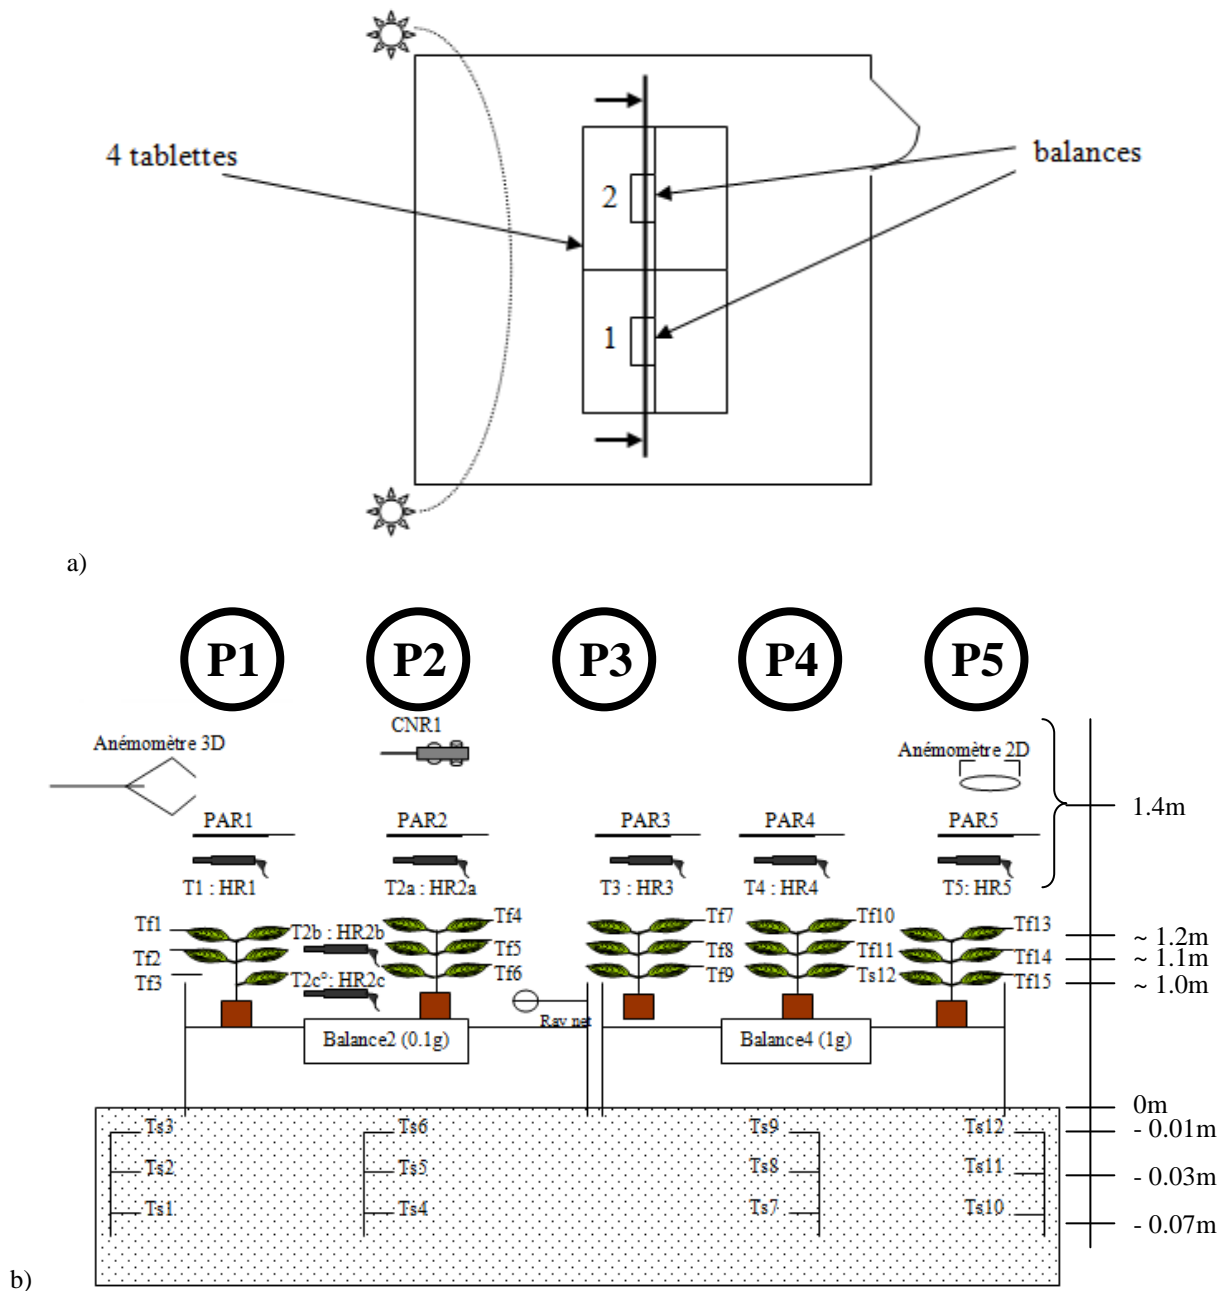 4 tablettes
balances
2
1
a)
P1 P2 P3 P4 P5
CNR1
Anémomètre 3D
Anémomètre 2D
1.4m
PAR1 PAR2 PAR3 PAR4 PAR5
T1 : HR1 T2a : HR2a T3 : HR3 T4 : HR4 T5: HR5
Tf1 T2b : HR2b Tf4 Tf7 Tf10 Tf13
~ 1.2m
Tf2 Tf5 Tf8 Tf11 Tf14
~ 1.1m
Tf3 T2c° : HR2c Tf6 Tf9 Ts12 Tf15
~ 1.0m
Ray net
Balance2 (0.1g) Balance4 (1g)
0m
Ts3 Ts6 Ts9 Ts12
- 0.01m
Ts2 Ts5 Ts8 Ts11
- 0.03m
Ts1 Ts4 Ts7 Ts10
- 0.07m
b)